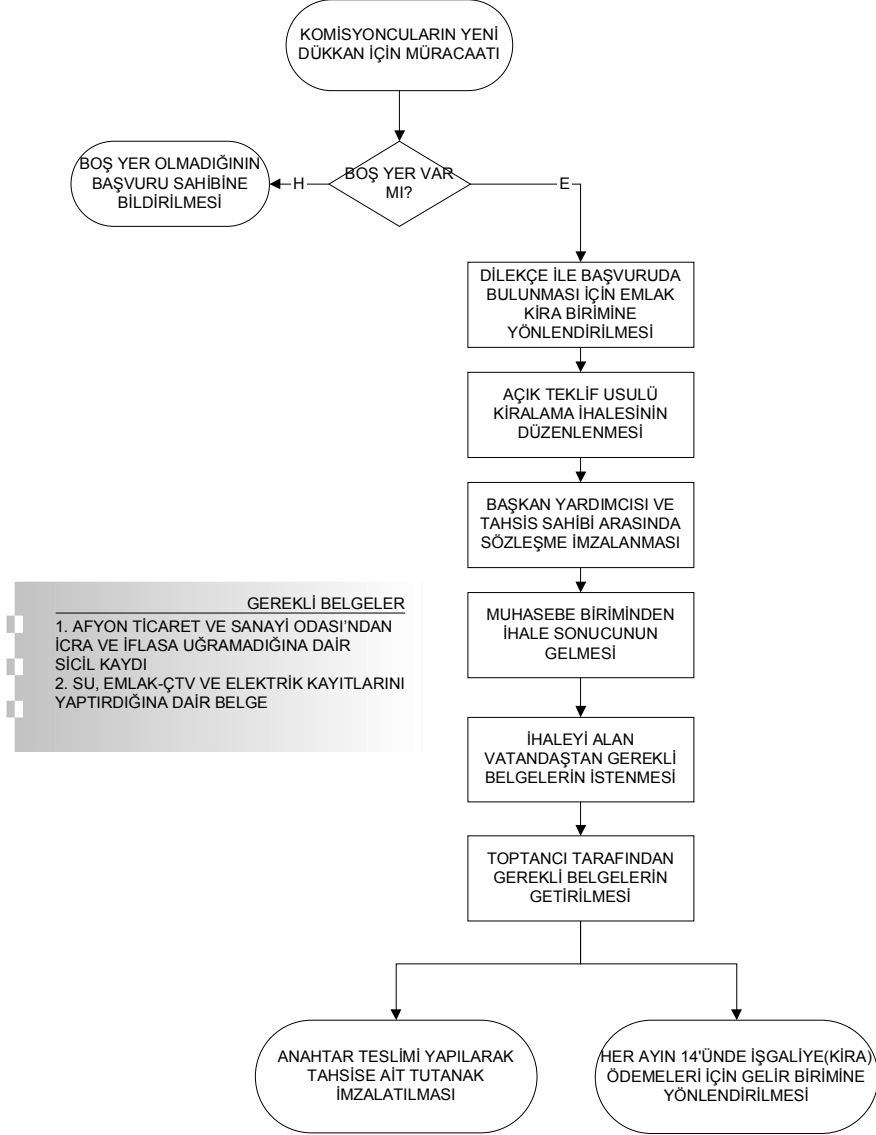 KOMİSYONCULARIN YENİ
DÜKKAN İÇİN MÜRACAATI
BOŞ YER VAR
MI?
H
E
BOŞ YER OLMADIĞININ
BAŞVURU SAHİBİNE
BİLDİRİLMESİ
DİLEKÇE İLE BAŞVURUDA
BULUNMASI İÇİN EMLAK
KİRA BİRİMİNE
YÖNLENDİRİLMESİ
AÇIK TEKLİF USULÜ
KİRALAMA İHALESİNİN
DÜZENLENMESİ
BAŞKAN YARDIMCISI VE
TAHSİS SAHİBİ ARASINDA
SÖZLEŞME İMZALANMASI
MUHASEBE BİRİMİNDEN
İHALE SONUCUNUN
GELMESİ
GEREKLİ BELGELER
1. AFYON TİCARET VE SANAYİ ODASI'NDAN
İCRA VE İFLASA UĞRAMADIĞINA DAİR
SİCİL KAYDI
2. SU, EMLAK-ÇTV VE ELEKTRİK KAYITLARINI
YAPTIRDIĞINA DAİR BELGE
İHALEYİ ALAN
VATANDAŞTAN GEREKLİ
BELGELERİN İSTENMESİ
TOPTANCI TARAFINDAN
GEREKLİ BELGELERİN
GETİRİLMESİ
ANAHTAR TESLİMİ YAPILARAK
TAHSİSE AİT TUTANAK
İMZALATILMASI
HER AYIN 14'ÜNDE İŞGALİYE(KİRA)
ÖDEMELERİ İÇİN GELİR BİRİMİNE
YÖNLENDİRİLMESİ